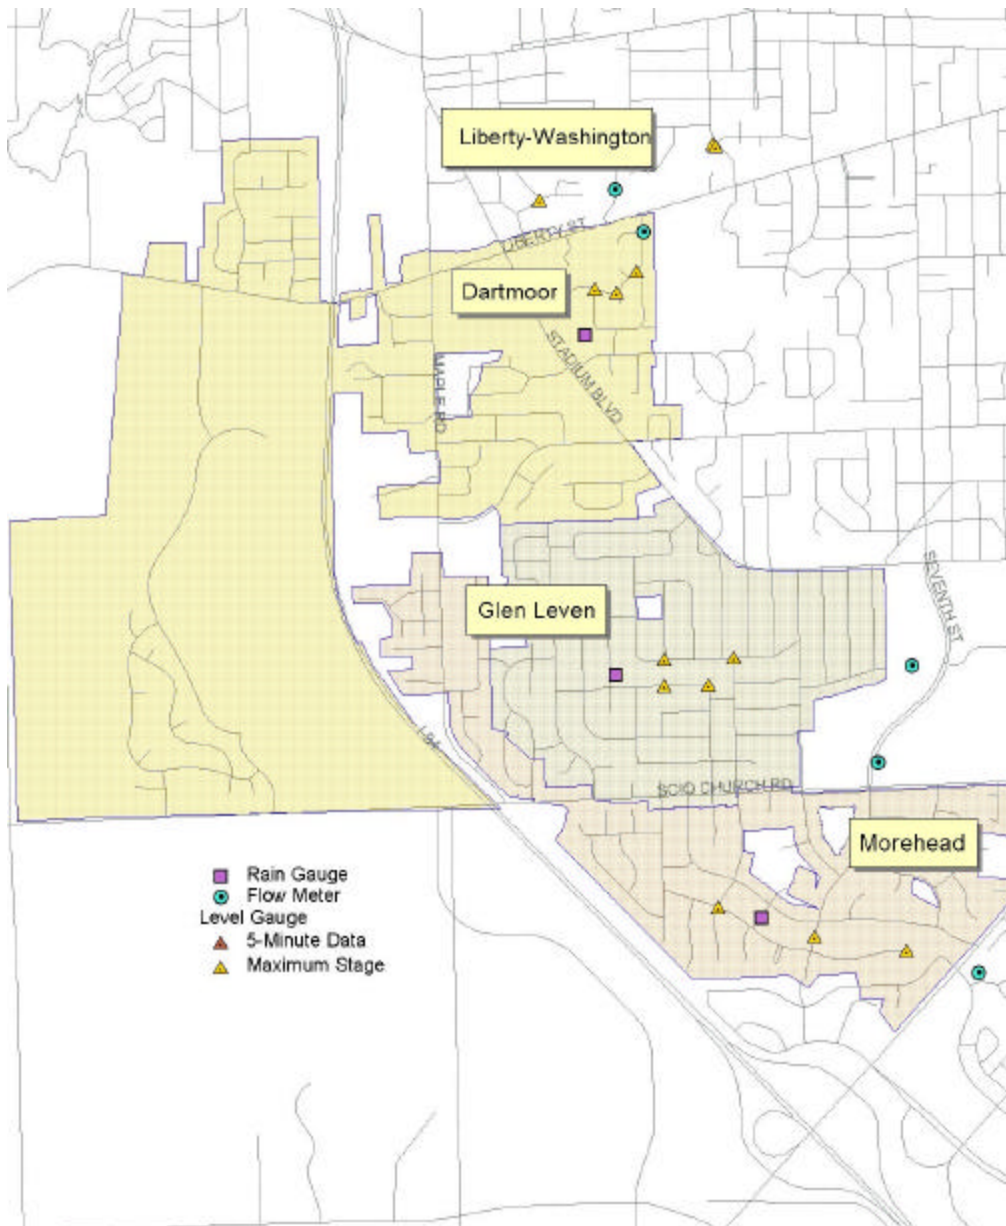 Liberty-Washington
LIBERTY ST.
Dartmoor
STADIUM BLVD
MAPLE RD
SEVENTH ST
Glen Leven
I-94
SCIO CHURCH RD
Morehead
Rain Gauge
Flow Meter
Level Gauge
5-Minute Data
Maximum Stage